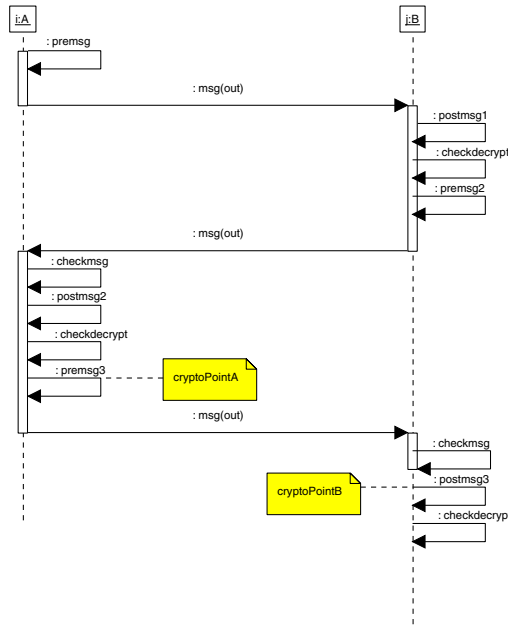 i:A
j:B
: premsg
: msg(out)
: postmsg1
: checkdecrypt
: premsg2
: msg(out)
: checkmsg
: postmsg2
: checkdecrypt
: premsg3
cryptoPointA
: msg(out)
: checkmsg
: postmsg3
cryptoPointB
: checkdecryp